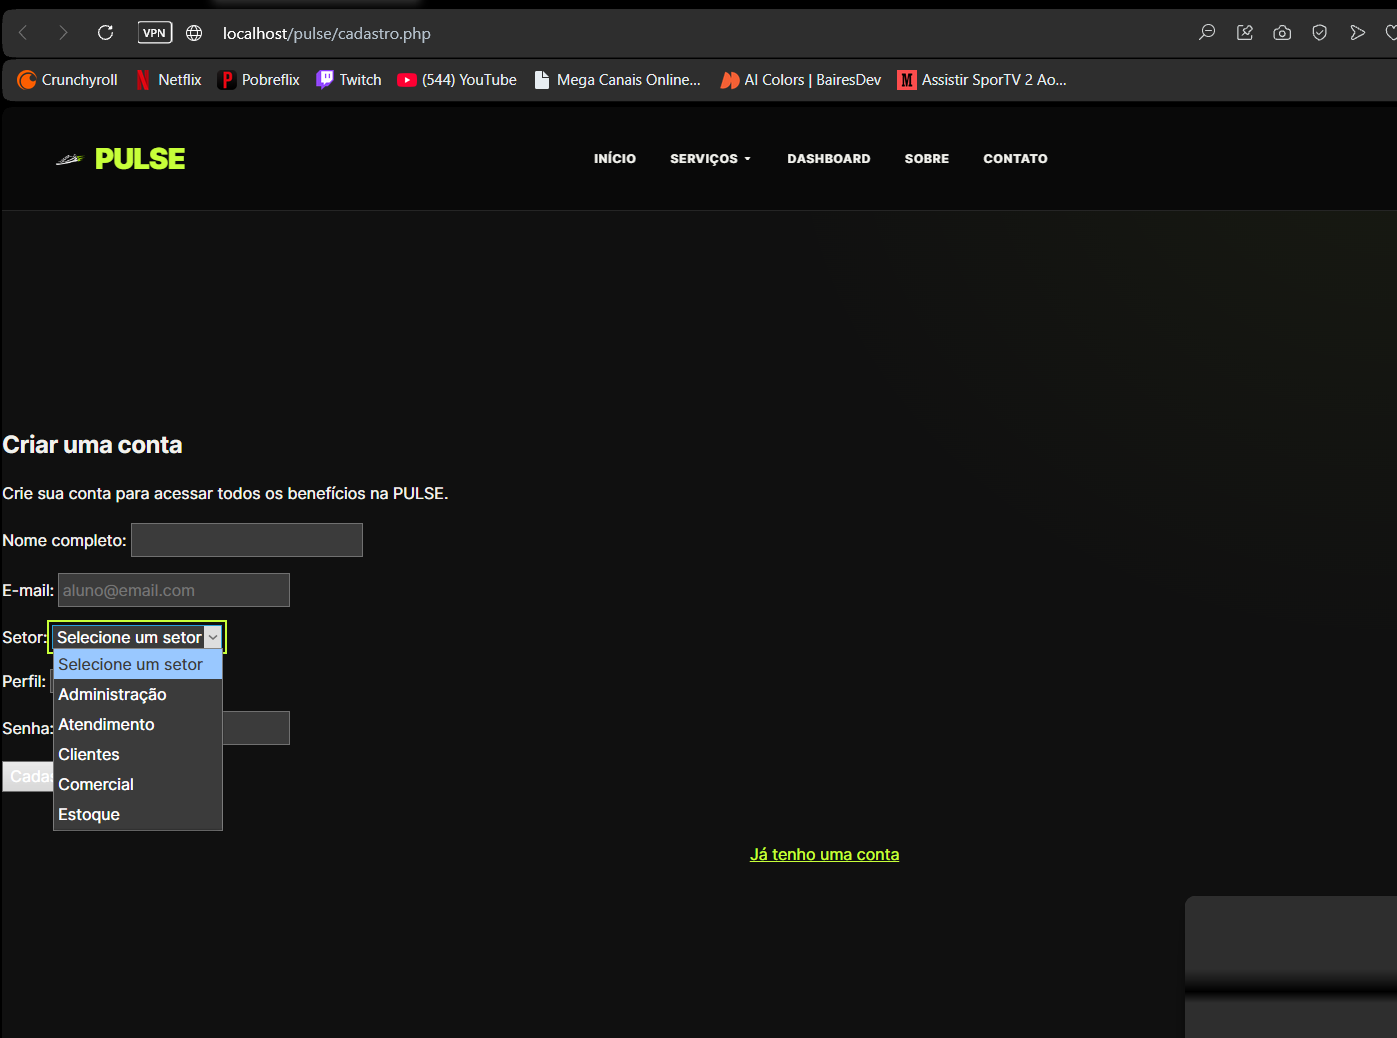 VPN localhost/pulse/cadastro.php
Crunchyroll Netflix Pobreflix Twitch (544) YouTube Mega Canais Online... AI Colors | BairesDev Assistir SporTV 2 Ao...
PULSE INÍCIO SERVIÇOS DASHBOARD SOBRE CONTATO
Criar uma conta
Crie sua conta para acessar todos os benefícios na PULSE.
Nome completo:
E-mail: aluno@email.com
Setor: Selecione um setor
Selecione um setor
Perfil:
Administração
Atendimento
Senha:
Clientes
Comercial
Estoque
Já tenho uma conta